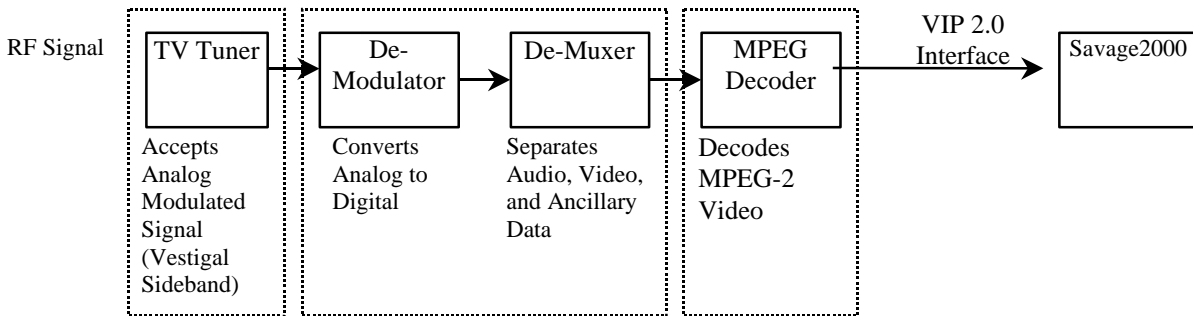 RF Signal
TV Tuner
Accepts
Analog
Modulated
Signal
(Vestigal
Sideband)
De-
Modulator
Converts
Analog to
Digital
De-Muxer
Separates
Audio, Video,
and Ancillary
Data
MPEG
Decoder
Decodes
MPEG-2
Video
VIP 2.0
Interface
Savage2000